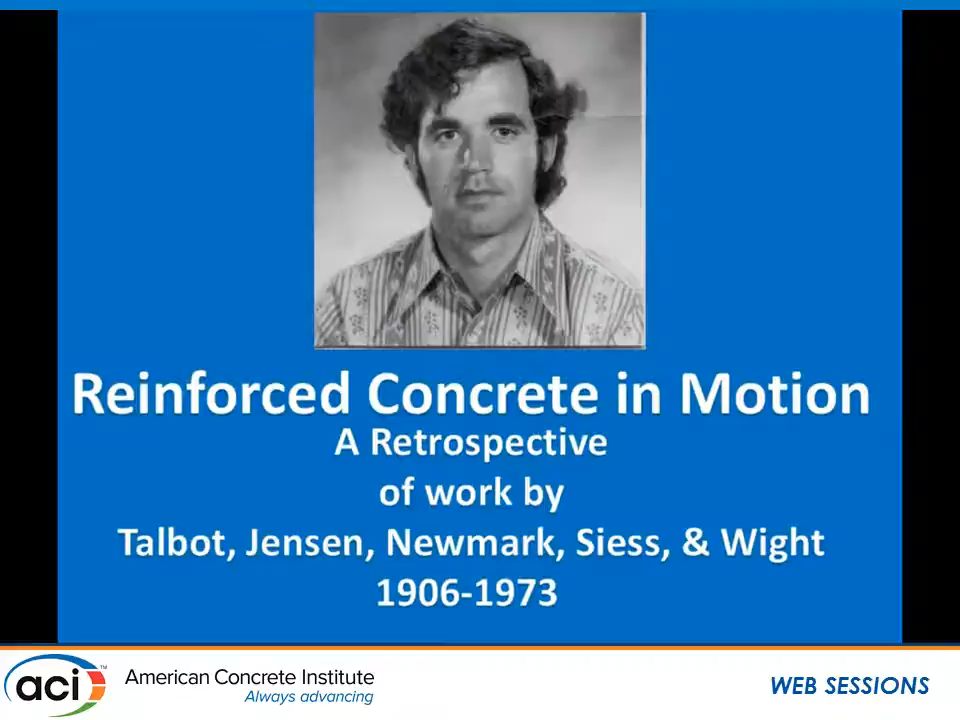 Reinforced Concrete in Motion
A Retrospective
of work by
Talbot, Jensen, Newmark, Siess, & Wight
1906-1973
aci™
American Concrete Institute
Always advancing
WEB SESSIONS